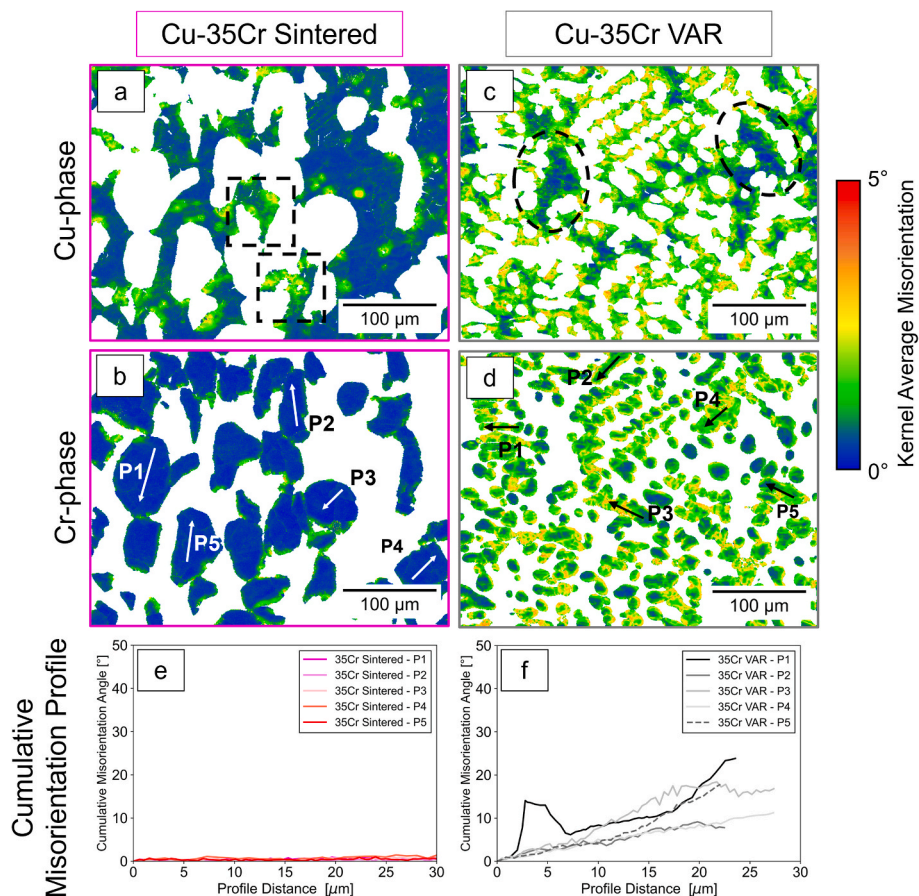 Cu-35Cr Sintered
Cu-35Cr VAR
Cu-phase
a
100 µm
c
100 µm
5°
0°
Kernel Average Misorientation
Cr-phase
b
P1
P2
P3
P4
P5
100 µm
d
P2
P4
P1
P3
P5
100 µm
Cumulative
Misorientation Profile
Cumulative Misorientation Angle [°]
50
40
30
20
10
0
e
35Cr Sintered - P1
35Cr Sintered - P2
35Cr Sintered - P3
35Cr Sintered - P4
35Cr Sintered - P5
0 5 10 15 20 25 30
Profile Distance [µm]
Cumulative Misorientation Angle [°]
50
40
30
20
10
0
f
35Cr VAR - P1
35Cr VAR - P2
35Cr VAR - P3
35Cr VAR - P4
35Cr VAR - P5
0 5 10 15 20 25 30
Profile Distance [µm]